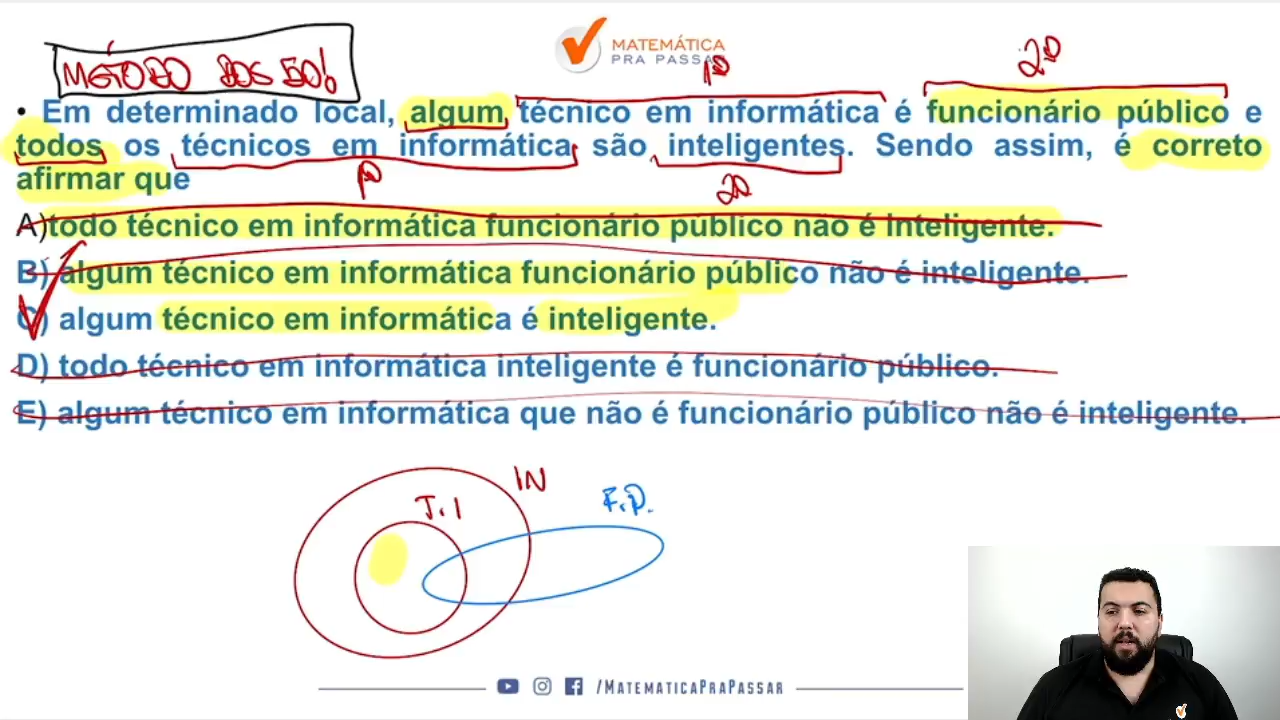 MÉTODO DOS 50%
MATEMÁTICA
PRA PASSAR
1º
2º
• Em determinado local, algum técnico em informática é funcionário público e
todos os técnicos em informática são inteligentes. Sendo assim, é correto
afirmar que
1º
2º
A)todo técnico em informática funcionário público não é inteligente.
B) algum técnico em informática funcionário público não é inteligente.
C) algum técnico em informática é inteligente.
D) todo técnico em informática inteligente é funcionário público.
E) algum técnico em informática que não é funcionário público não é inteligente.
IN
T.I
F.P.
/MATEMATICAPRAPASSAR